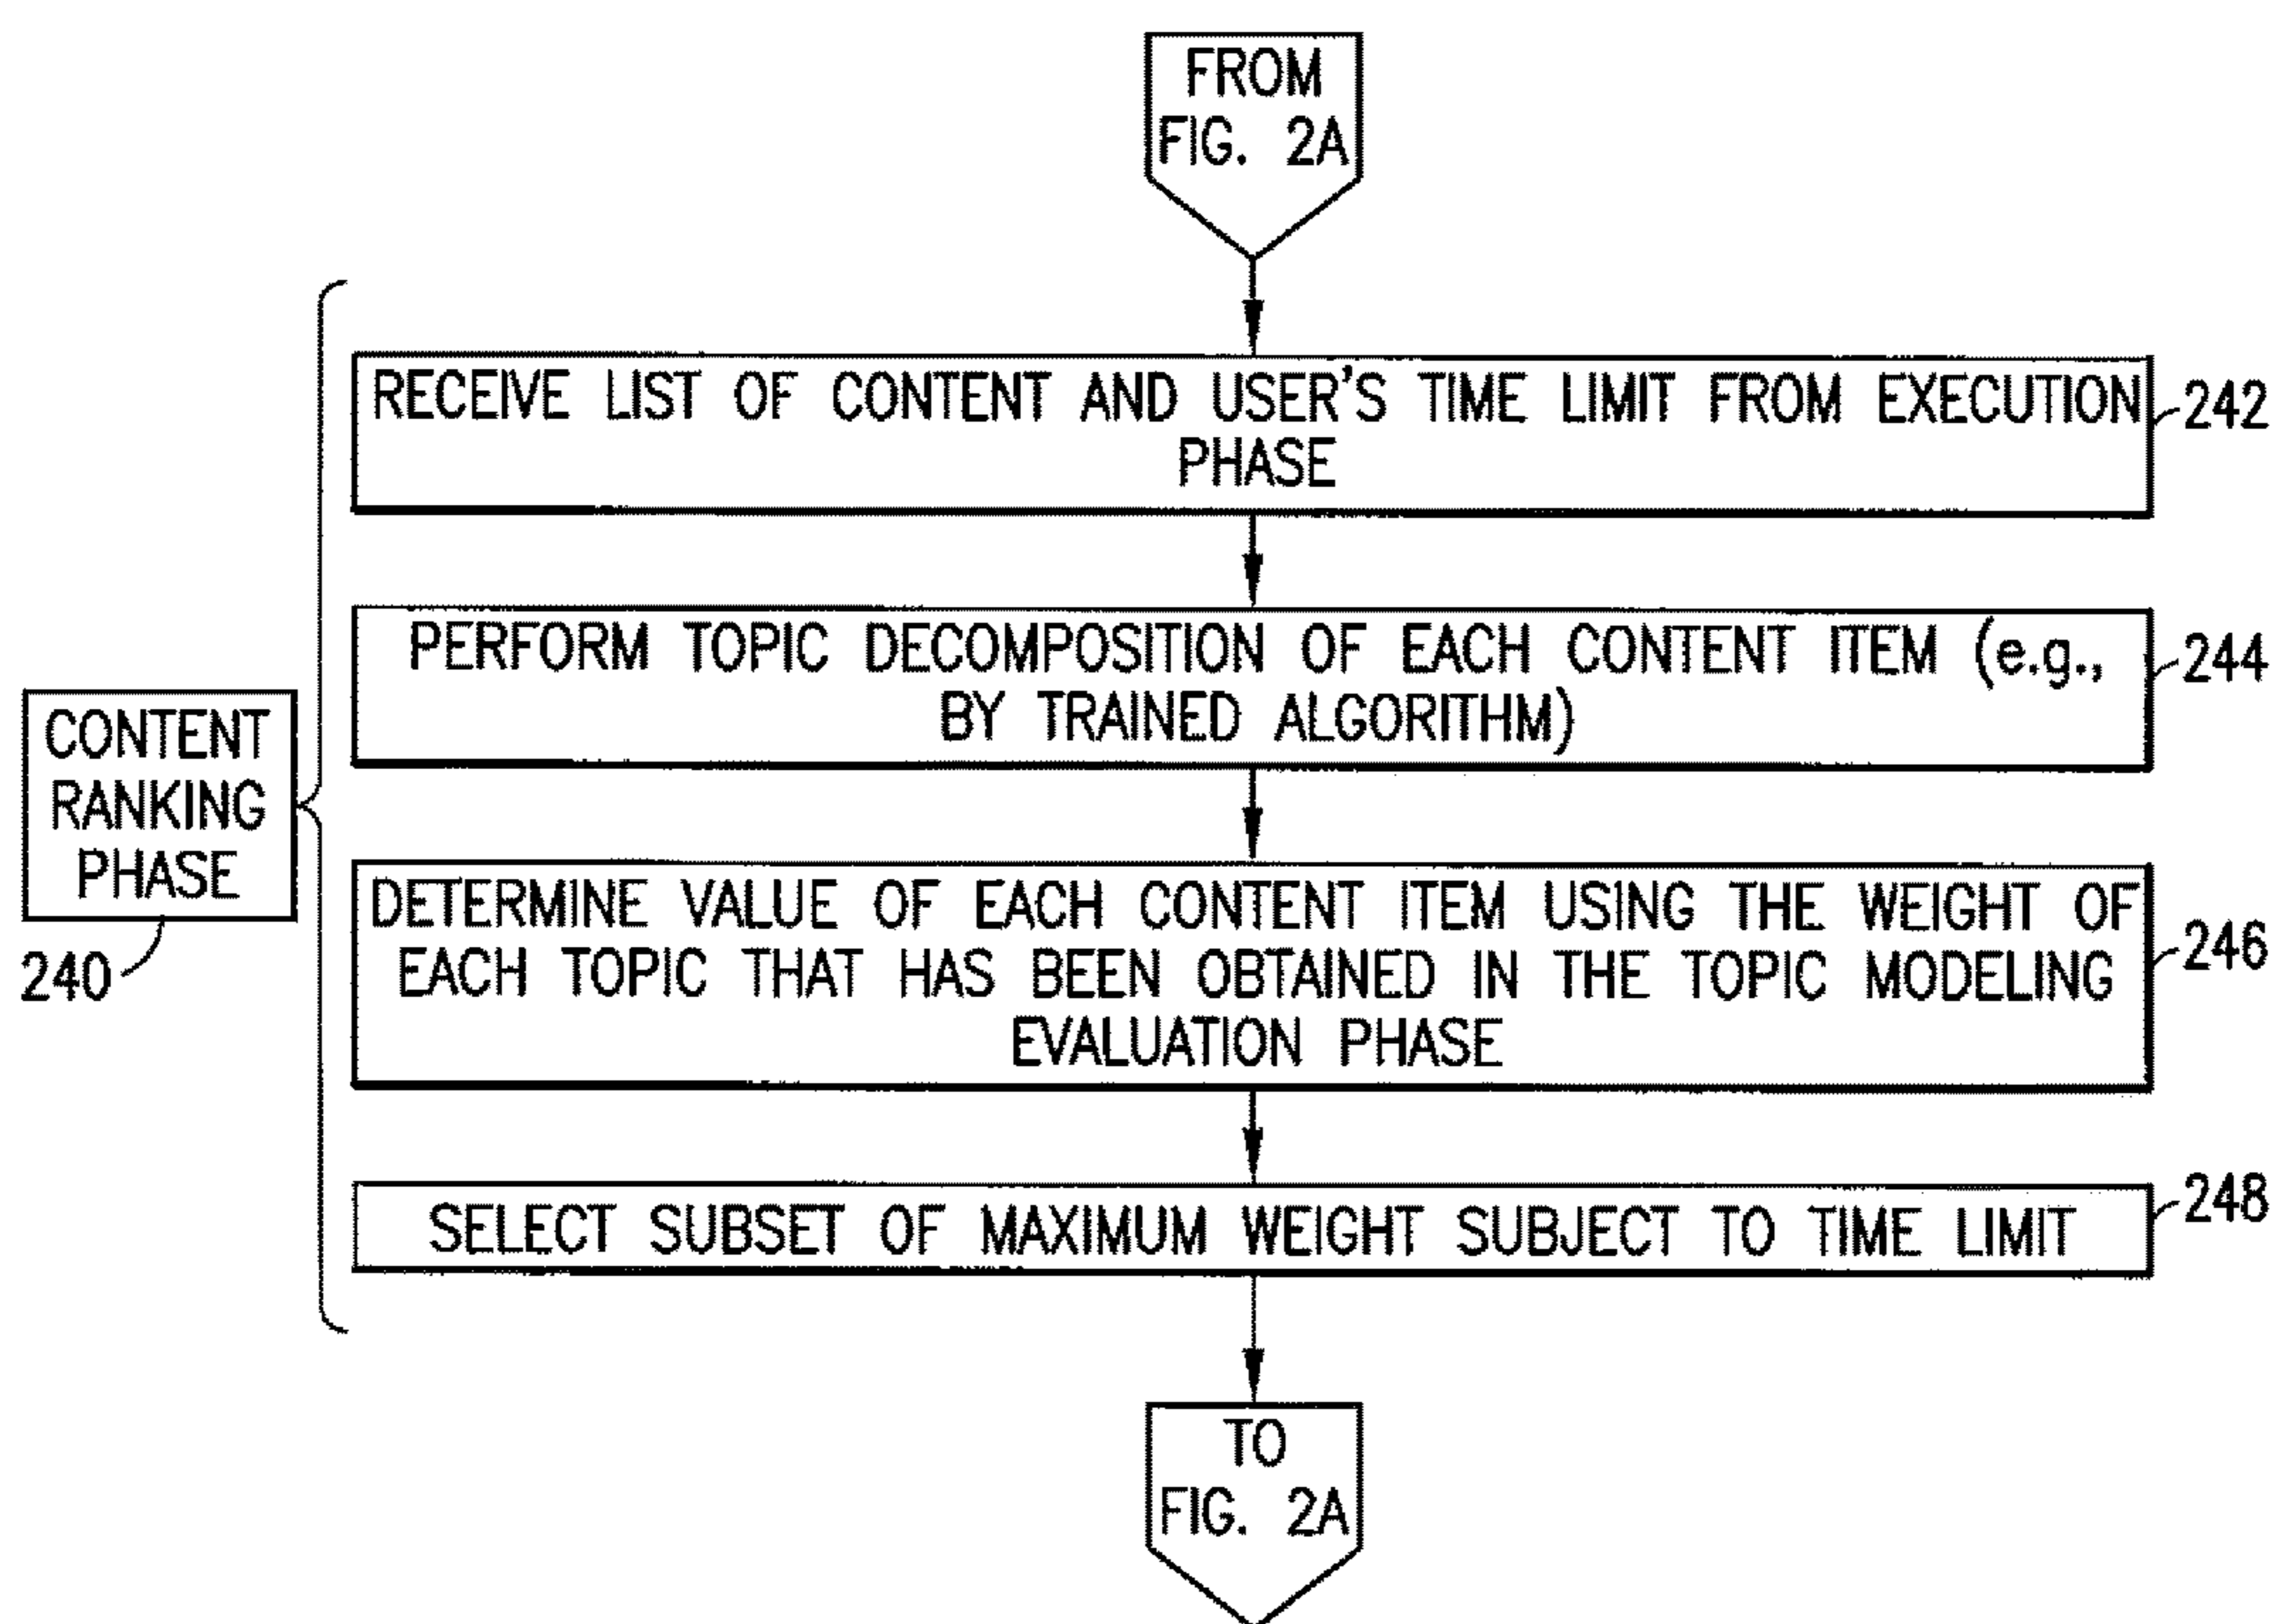 FROM
FIG. 2A
RECEIVE LIST OF CONTENT AND USER'S TIME LIMIT FROM EXECUTION
PHASE
242
PERFORM TOPIC DECOMPOSITION OF EACH CONTENT ITEM (e.g.,
BY TRAINED ALGORITHM)
244
CONTENT
RANKING
PHASE
240
DETERMINE VALUE OF EACH CONTENT ITEM USING THE WEIGHT OF
EACH TOPIC THAT HAS BEEN OBTAINED IN THE TOPIC MODELING
EVALUATION PHASE
246
SELECT SUBSET OF MAXIMUM WEIGHT SUBJECT TO TIME LIMIT
248
TO
FIG. 2A